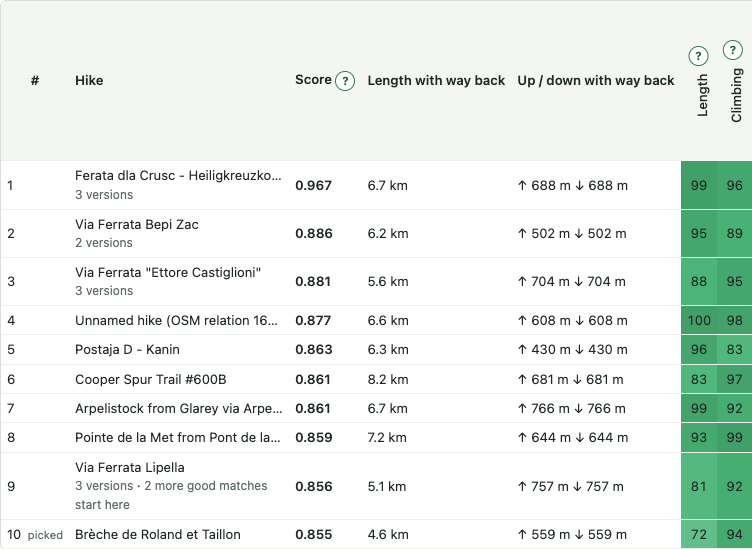 # Hike Score ? Length with way back Up / down with way back ? Length ? Climbing
1 Ferata dla Crusc - Heiligkreuzko... 0.967 6.7 km ↑ 688 m ↓ 688 m 99 96
3 versions
2 Via Ferrata Bepi Zac 0.886 6.2 km ↑ 502 m ↓ 502 m 95 89
2 versions
3 Via Ferrata "Ettore Castiglioni" 0.881 5.6 km ↑ 704 m ↓ 704 m 88 95
3 versions
4 Unnamed hike (OSM relation 16... 0.877 6.6 km ↑ 608 m ↓ 608 m 100 98
5 Postaja D - Kanin 0.863 6.3 km ↑ 430 m ↓ 430 m 96 83
6 Cooper Spur Trail #600B 0.861 8.2 km ↑ 681 m ↓ 681 m 83 97
7 Arpelistock from Glarey via Arpe... 0.861 6.7 km ↑ 766 m ↓ 766 m 99 92
8 Pointe de la Met from Pont de la... 0.859 7.2 km ↑ 644 m ↓ 644 m 93 99
9 Via Ferrata Lipella 0.856 5.1 km ↑ 757 m ↓ 757 m 81 92
3 versions · 2 more good matches
start here
10 picked Brèche de Roland et Taillon 0.855 4.6 km ↑ 559 m ↓ 559 m 72 94